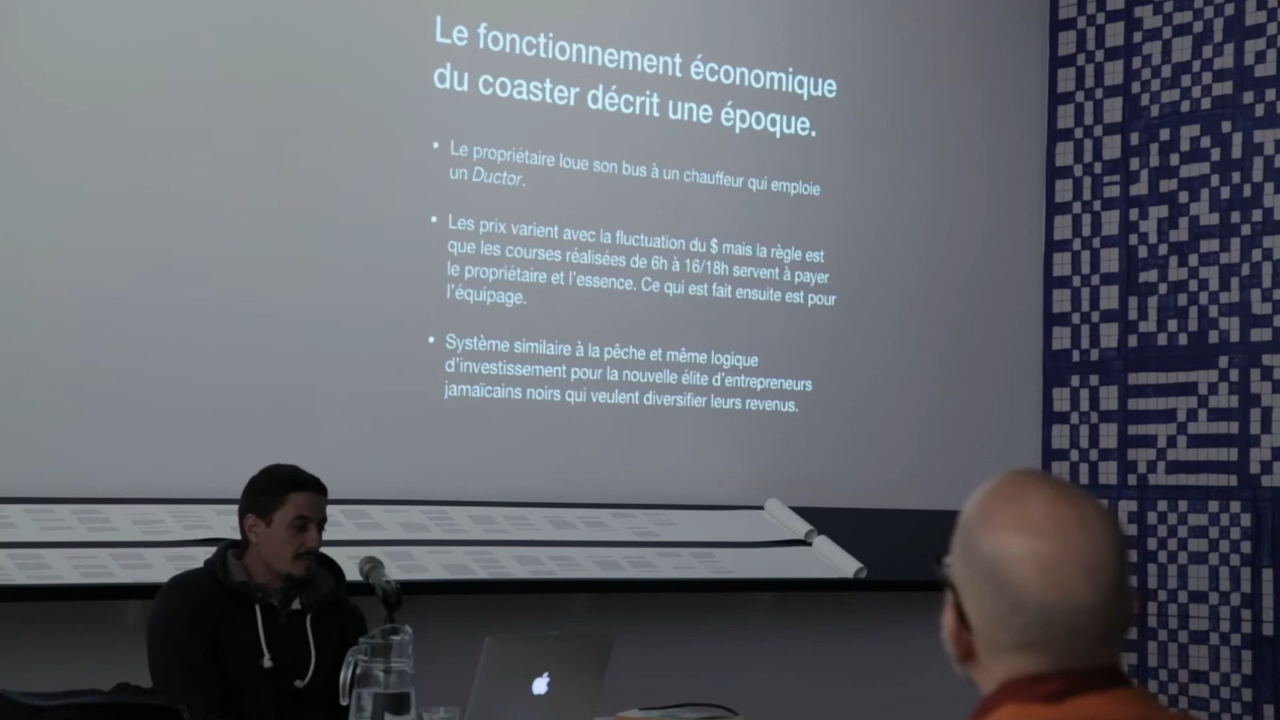 Le fonctionnement économique
du coaster décrit une époque.
• Le propriétaire loue son bus à un chauffeur qui emploie
un Ductor.
• Les prix varient avec la fluctuation du $ mais la règle est
que les courses réalisées de 6h à 16/18h servent à payer
le propriétaire et l'essence. Ce qui est fait ensuite est pour
l'équipage.
• Système similaire à la pêche et même logique
d'investissement pour la nouvelle élite d'entrepreneurs
jamaïcains noirs qui veulent diversifier leurs revenus.